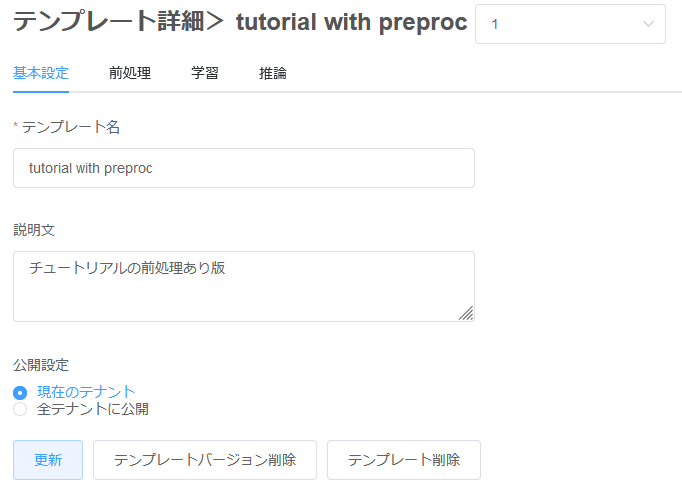 テンプレート詳細＞ tutorial with preproc 1
基本設定 前処理 学習 推論
* テンプレート名
tutorial with preproc
説明文
チュートリアルの前処理あり版
公開設定
現在のテナント
全テナントに公開
更新 テンプレートバージョン削除 テンプレート削除